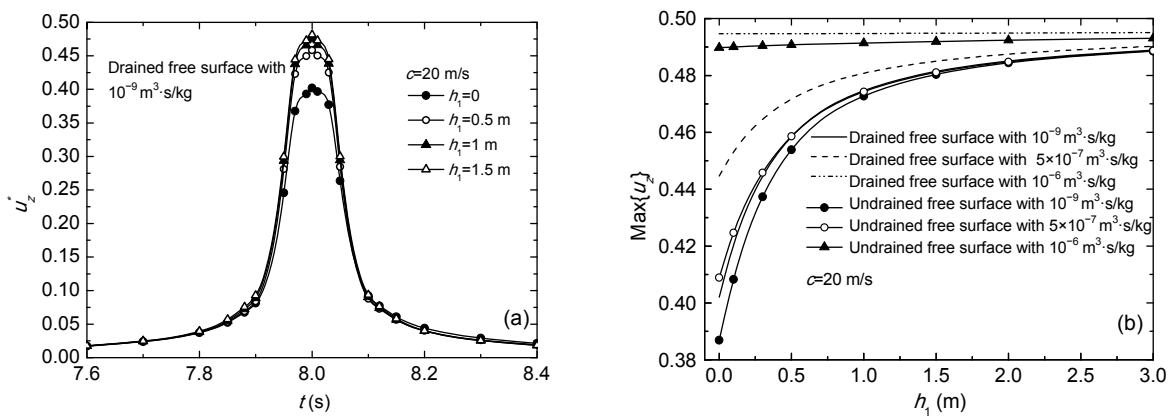 0.50
0.45
0.40
0.35
0.30
0.25
0.20
0.15
0.10
0.05
0.00
u*z
Drained free surface with
10⁻⁹ m³·s/kg
c=20 m/s
h₁=0
h₁=0.5 m
h₁=1 m
h₁=1.5 m
(a)
7.6 7.8 8.0 8.2 8.4
t (s)
0.50
0.48
0.46
0.44
0.42
0.40
0.38
Max{u*z}
Drained free surface with 10⁻⁹ m³·s/kg
Drained free surface with 5×10⁻⁷ m³·s/kg
Drained free surface with 10⁻⁶ m³·s/kg
Undrained free surface with 10⁻⁹ m³·s/kg
Undrained free surface with 5×10⁻⁷ m³·s/kg
Undrained free surface with 10⁻⁶ m³·s/kg
c=20 m/s
(b)
0.0 0.5 1.0 1.5 2.0 2.5 3.0
h₁ (m)